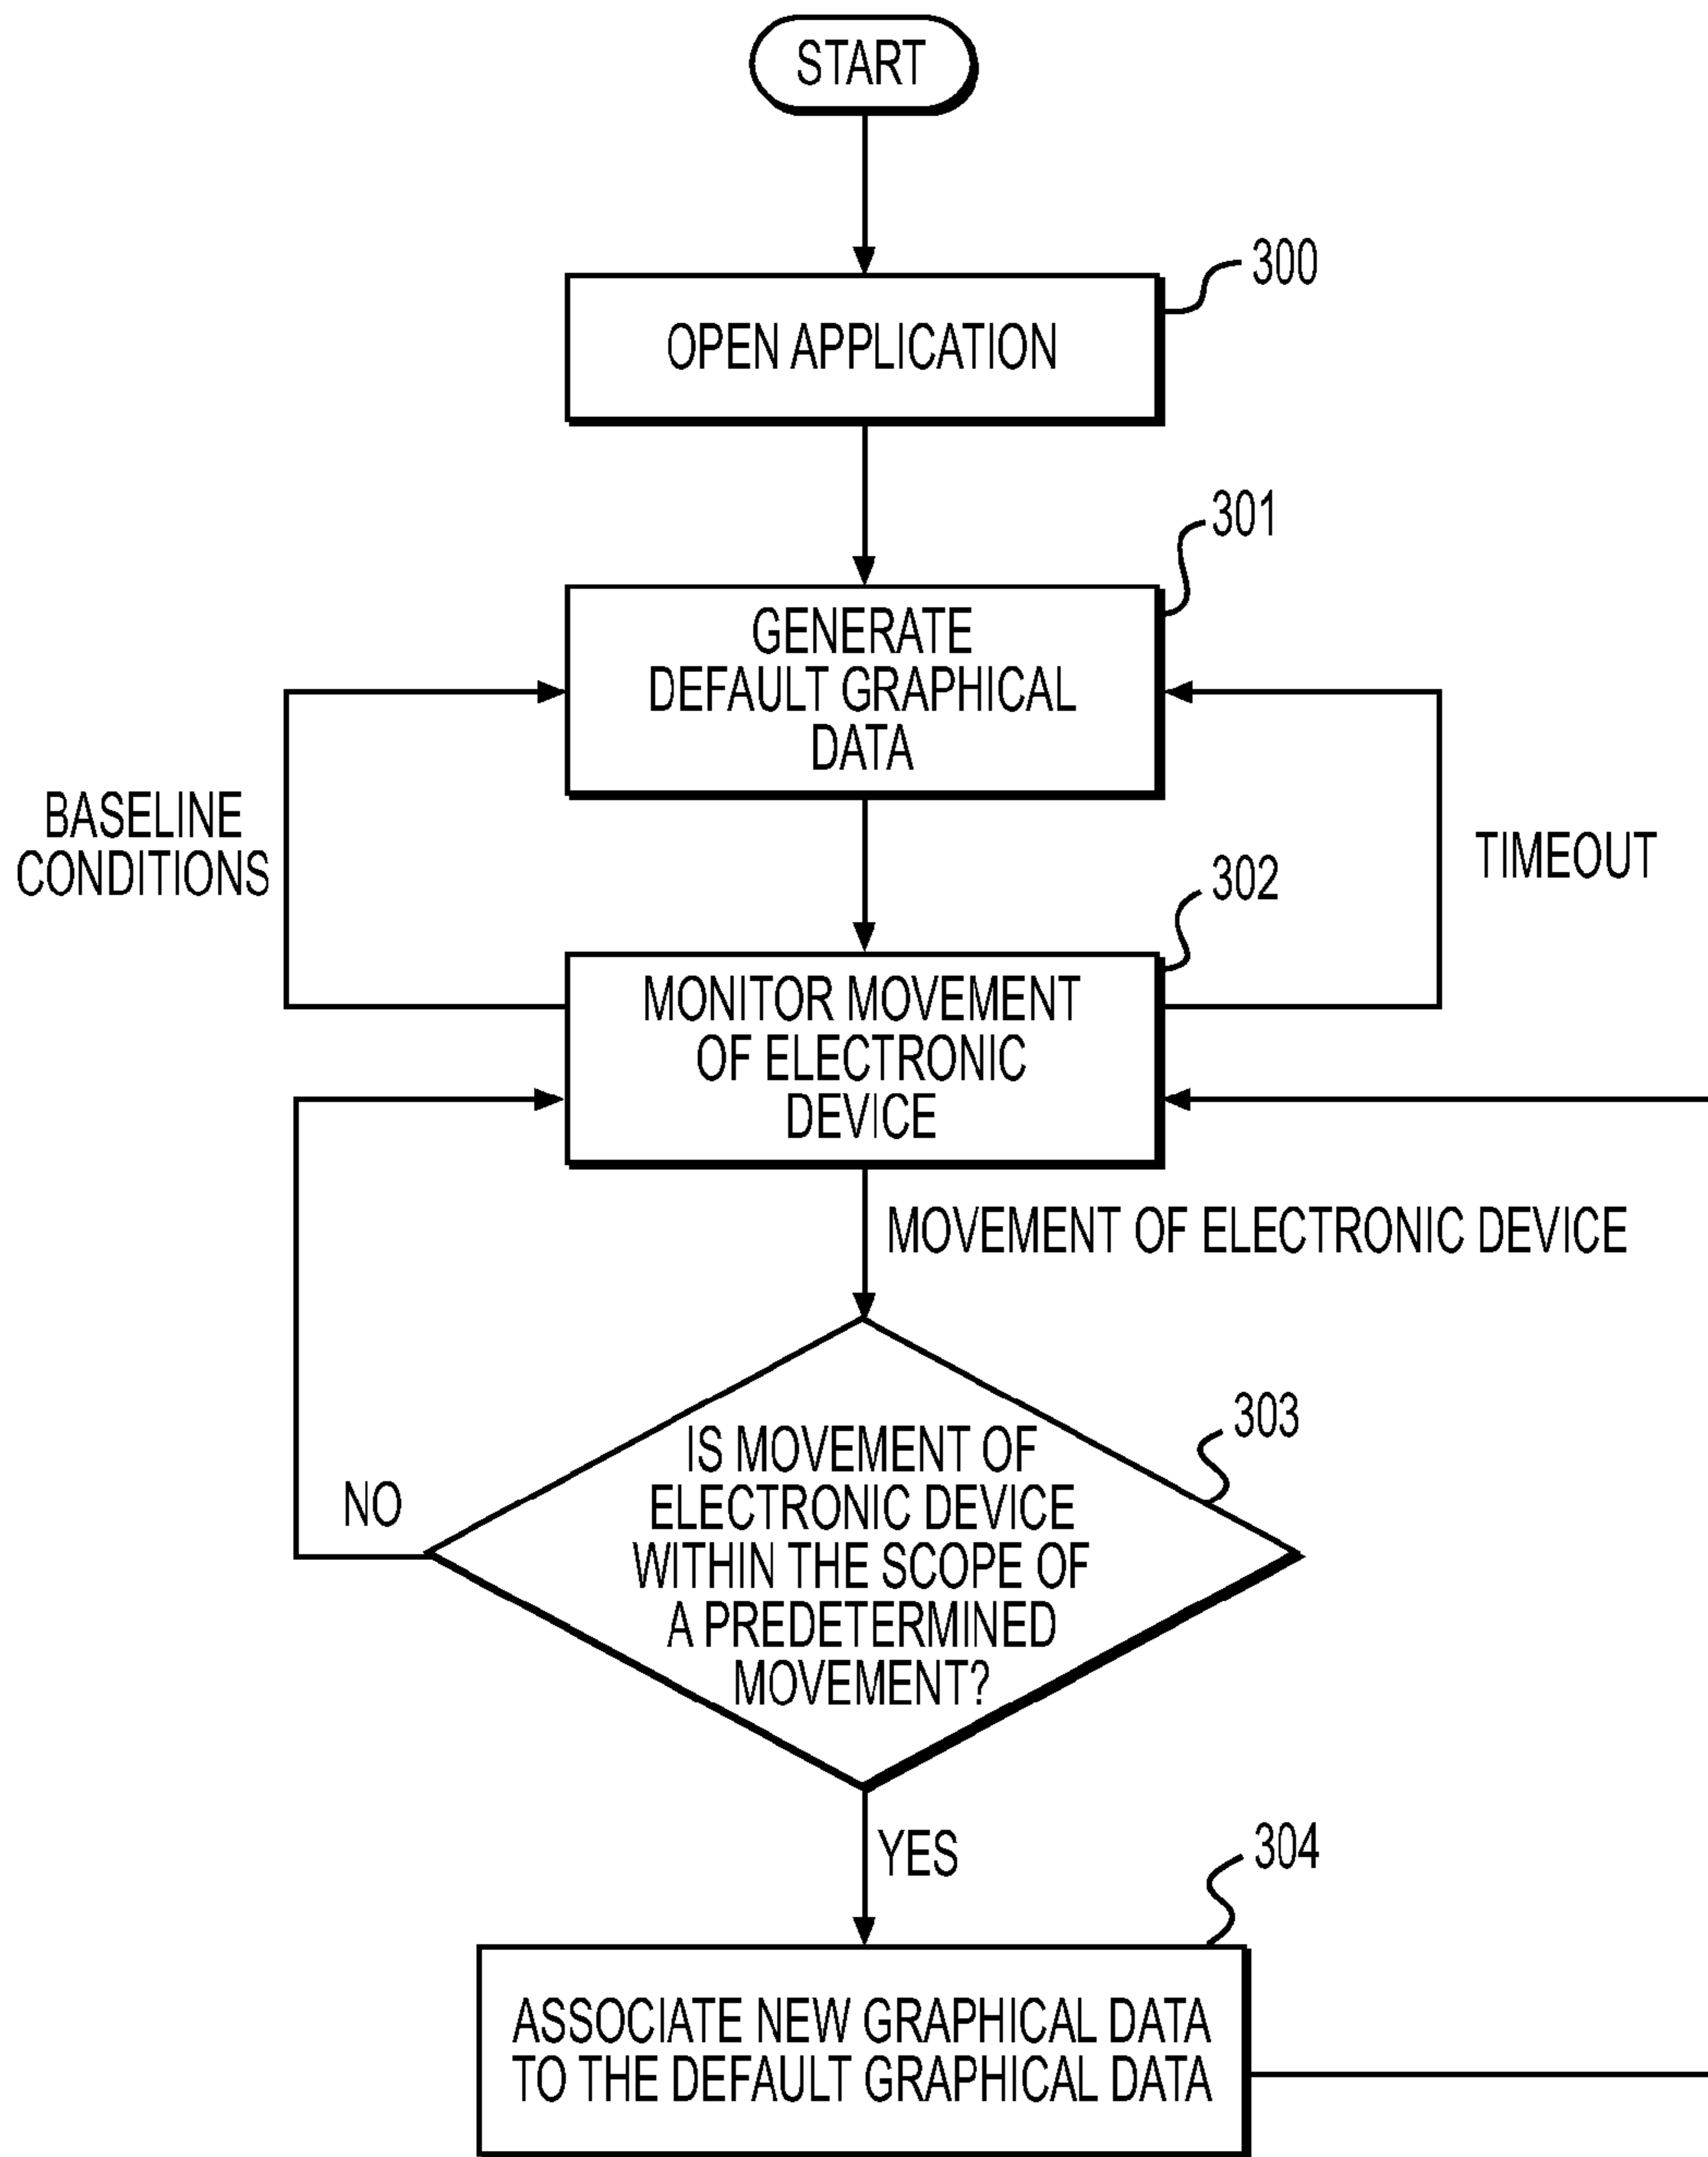 START
300
OPEN APPLICATION
301
GENERATE
DEFAULT GRAPHICAL
DATA
BASELINE
CONDITIONS
TIMEOUT
302
MONITOR MOVEMENT
OF ELECTRONIC
DEVICE
MOVEMENT OF ELECTRONIC DEVICE
303
IS MOVEMENT OF
ELECTRONIC DEVICE
WITHIN THE SCOPE OF
A PREDETERMINED
MOVEMENT?
NO
YES
304
ASSOCIATE NEW GRAPHICAL DATA
TO THE DEFAULT GRAPHICAL DATA